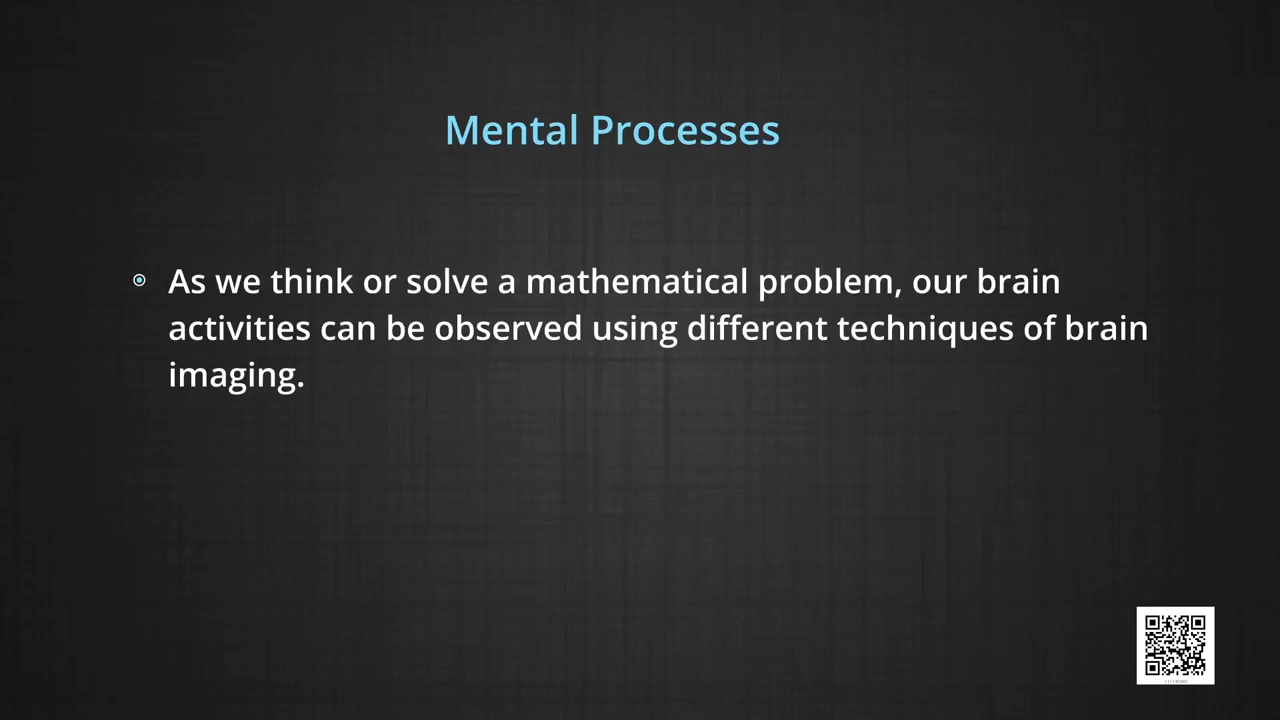 Mental Processes
As we think or solve a mathematical problem, our brain
activities can be observed using different techniques of brain
imaging.